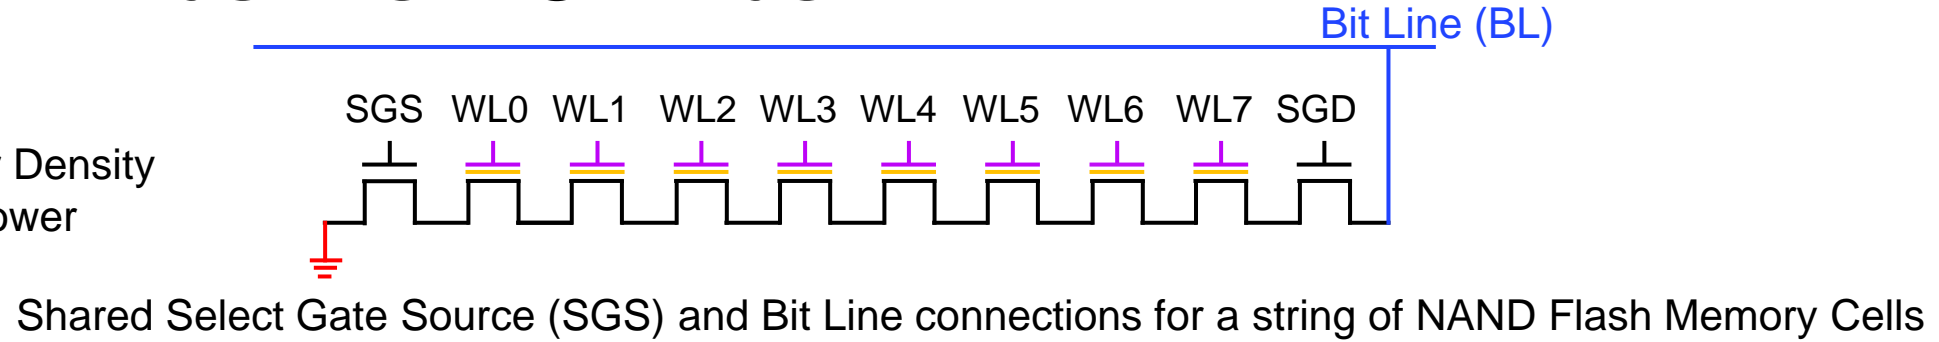 Bit Line (BL)
SGS WL0 WL1 WL2 WL3 WL4 WL5 WL6 WL7 SGD
Density
Shared Select Gate Source (SGS) and Bit Line connections for a string of NAND Flash Memory Cells